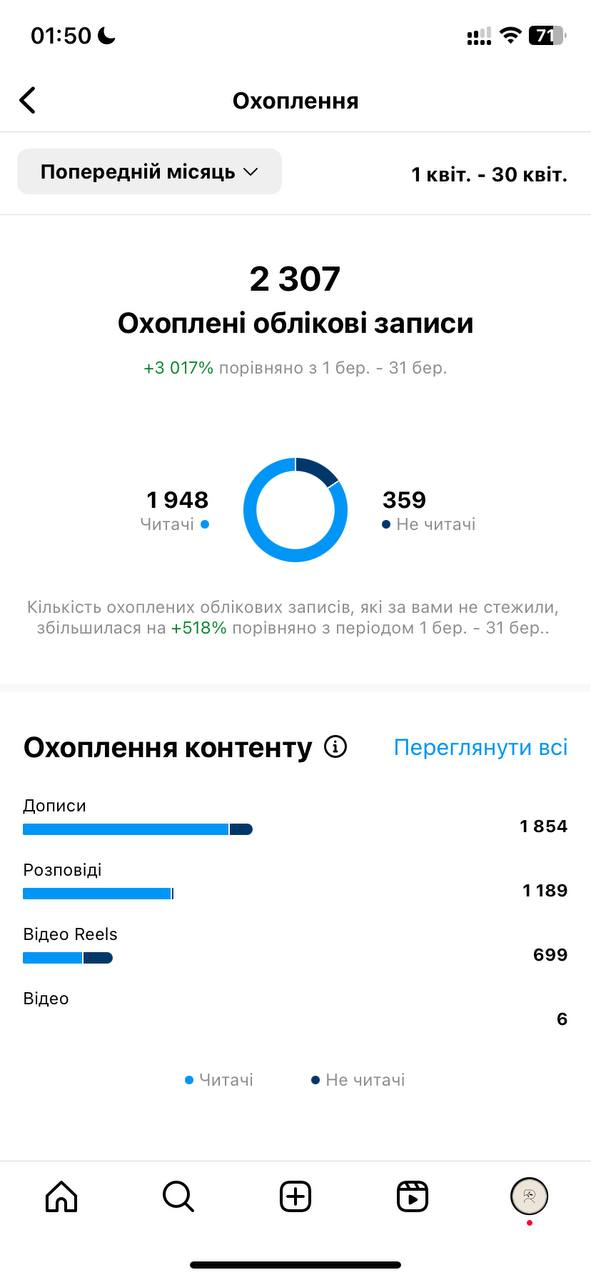 01:50
71
Охоплення
Попередній місяць
1 квіт. - 30 квіт.
2 307
Охоплені облікові записи
+3 017% порівняно з 1 бер. - 31 бер.
1 948
Читачі
359
Не читачі
Кількість охоплених облікових записів, які за вами не стежили,
збільшилася на +518% порівняно з періодом 1 бер. - 31 бер..
Охоплення контенту
Переглянути всі
Дописи
1 854
Розповіді
1 189
Відео Reels
699
Відео
6
Читачі
Не читачі